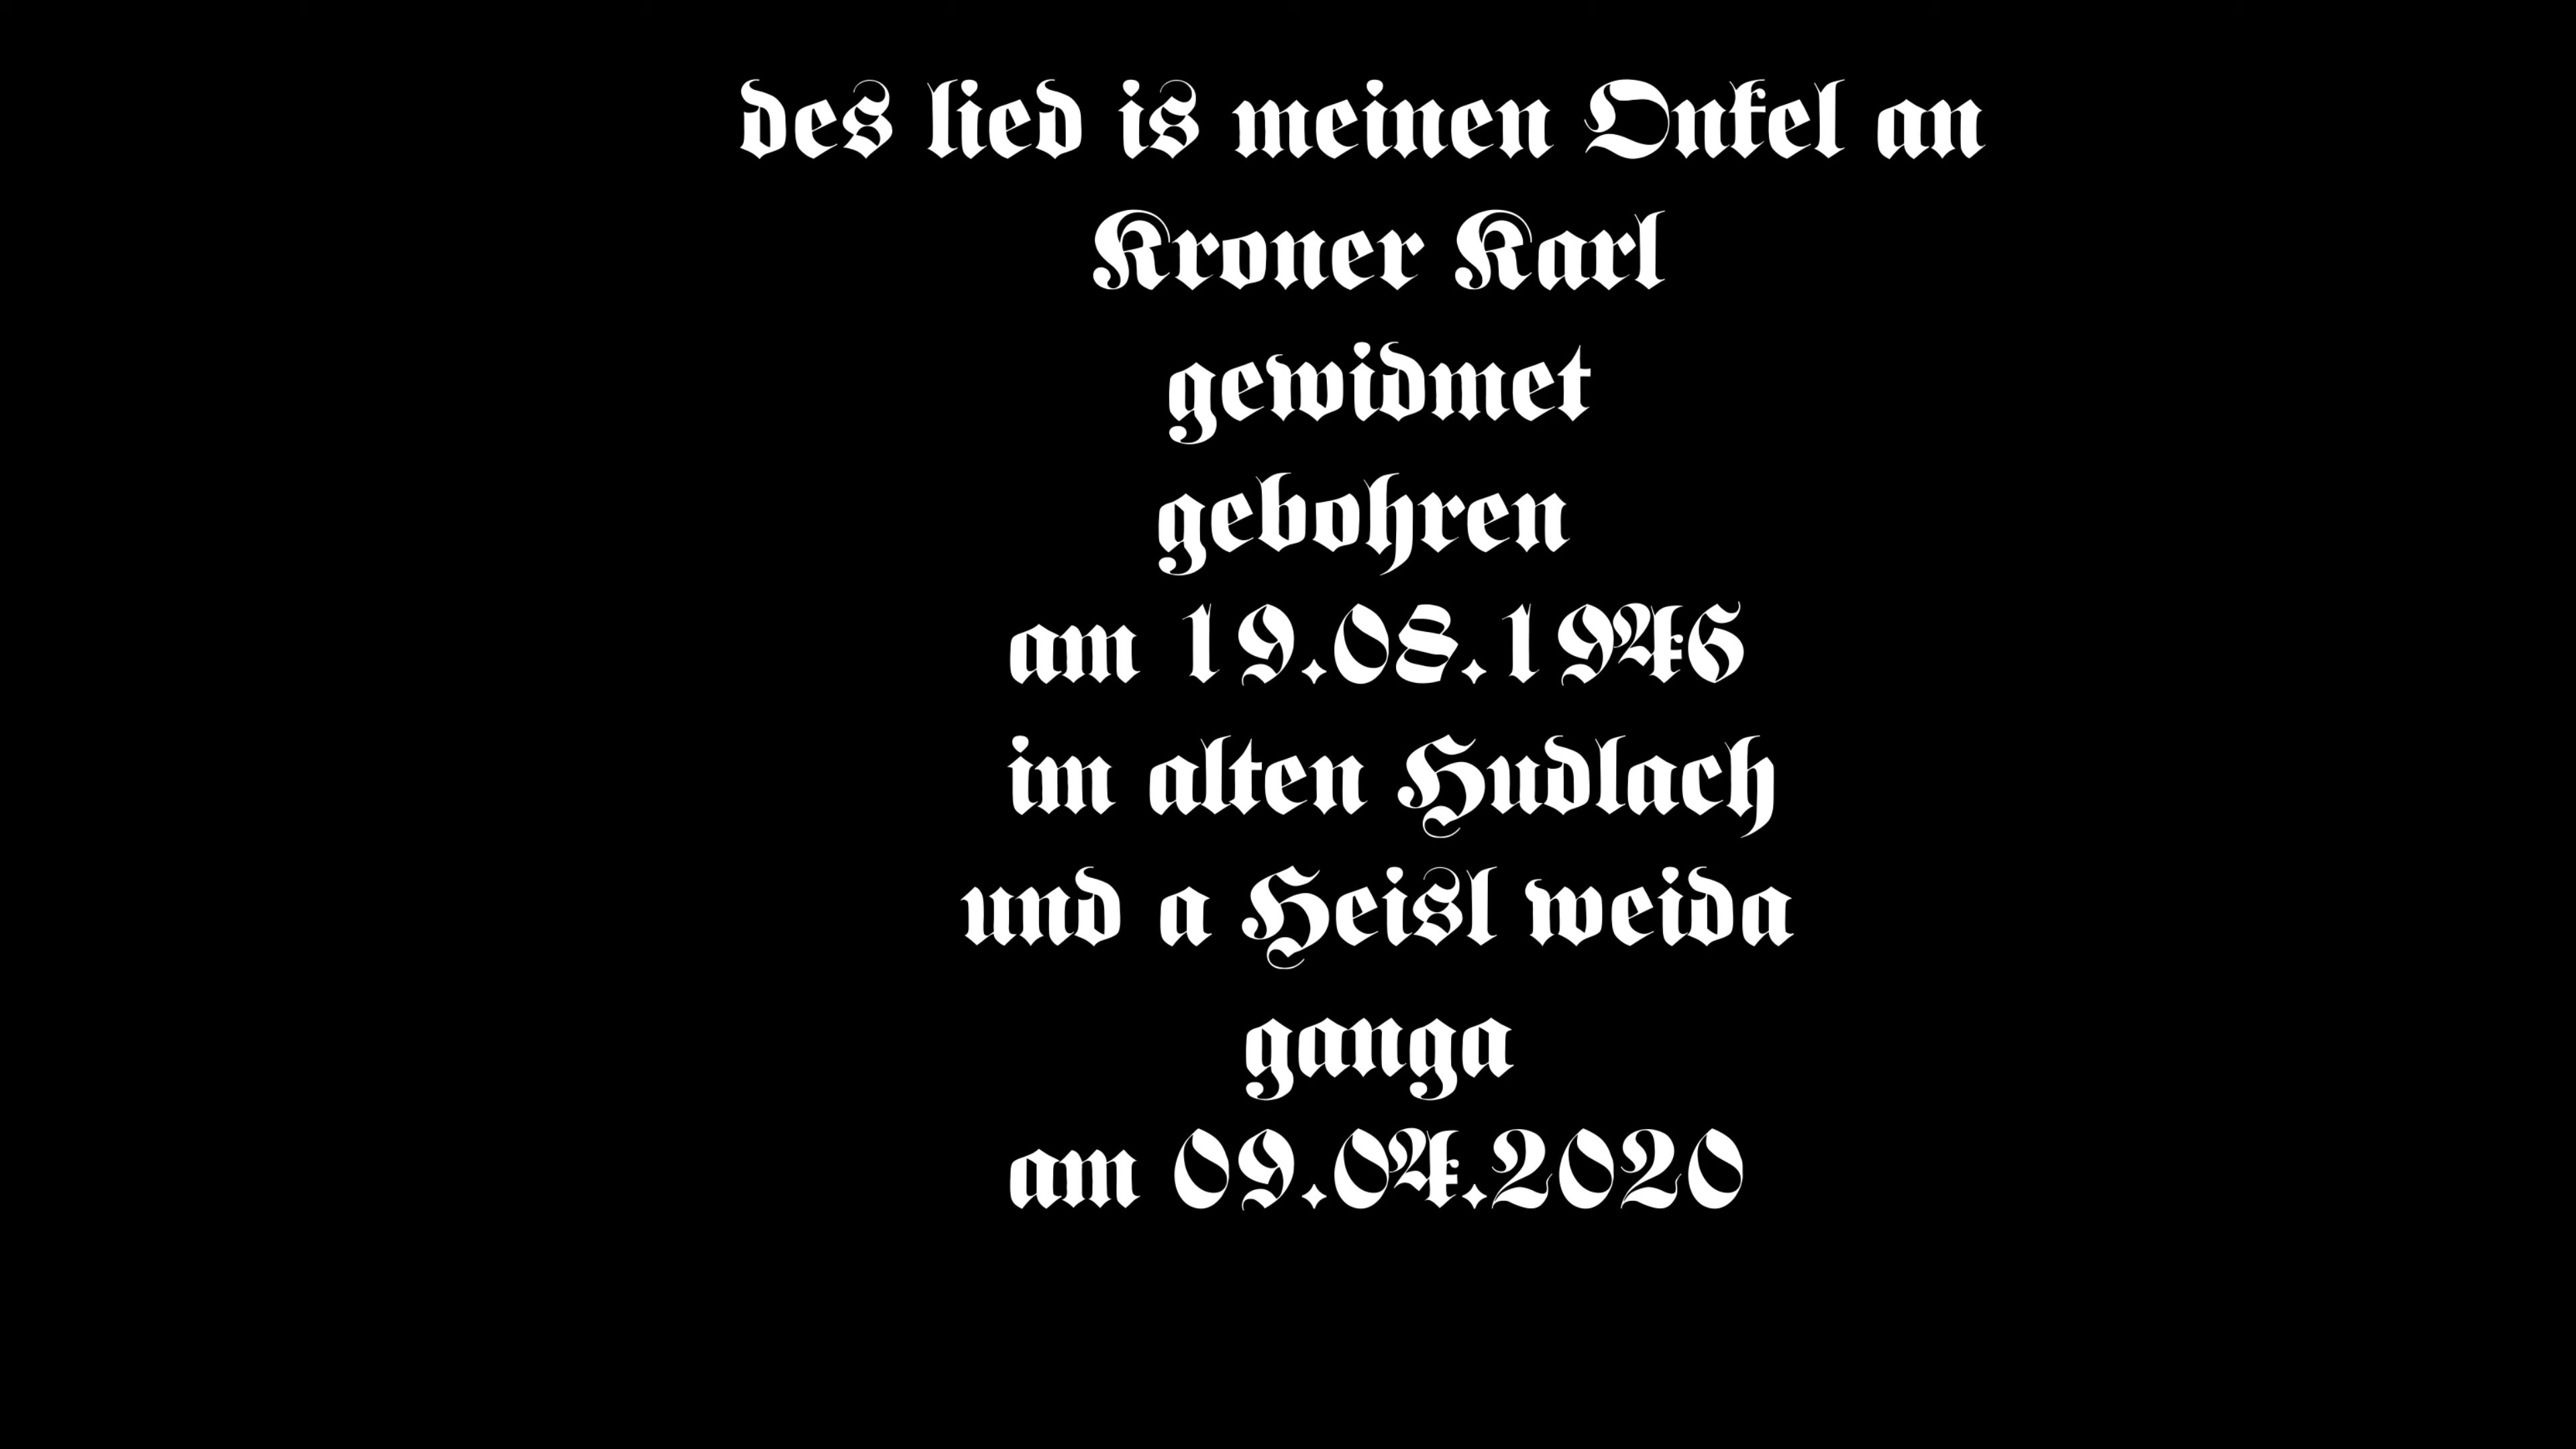 des lied is meinen Onkel an
Kroner Karl
gewidmet
gebohren
am 19.08.1946
im alten Hudlach
und a Heisl weida
ganga
am 09.04.2020